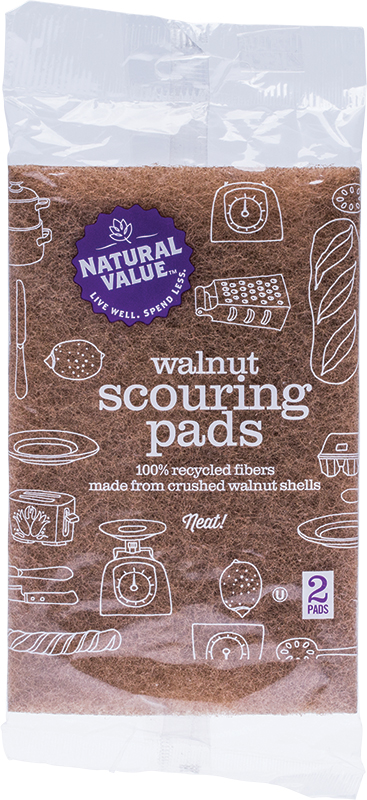 NATURAL
VALUE™
LIVE WELL. SPEND LESS.
walnut
scouring
pads
100% recycled fibers
made from crushed walnut shells
Neat!
U
2
PADS